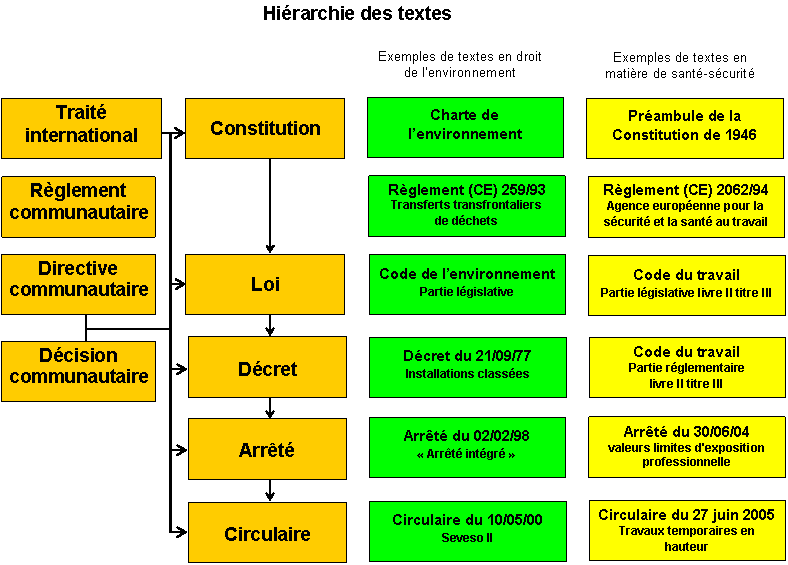 Hiérarchie des textes
Exemples de textes en droit
de l'environnement
Exemples de textes en
matière de santé-sécurité
Traité
international
Constitution
Charte de
l'environnement
Préambule de la
Constitution de 1946
Règlement
communautaire
Règlement (CE) 259/93
Transferts transfrontaliers
de déchets
Règlement (CE) 2062/94
Agence européenne pour la
sécurité et la santé au travail
Directive
communautaire
Loi
Code de l'environnement
Partie législative
Code du travail
Partie législative livre II titre III
Décision
communautaire
Décret
Décret du 21/09/77
Installations classées
Code du travail
Partie réglementaire
livre II titre III
Arrêté
Arrêté du 02/02/98
« Arrêté intégré »
Arrêté du 30/06/04
valeurs limites d'exposition
professionnelle
Circulaire
Circulaire du 10/05/00
Seveso II
Circulaire du 27 juin 2005
Travaux temporaires en
hauteur